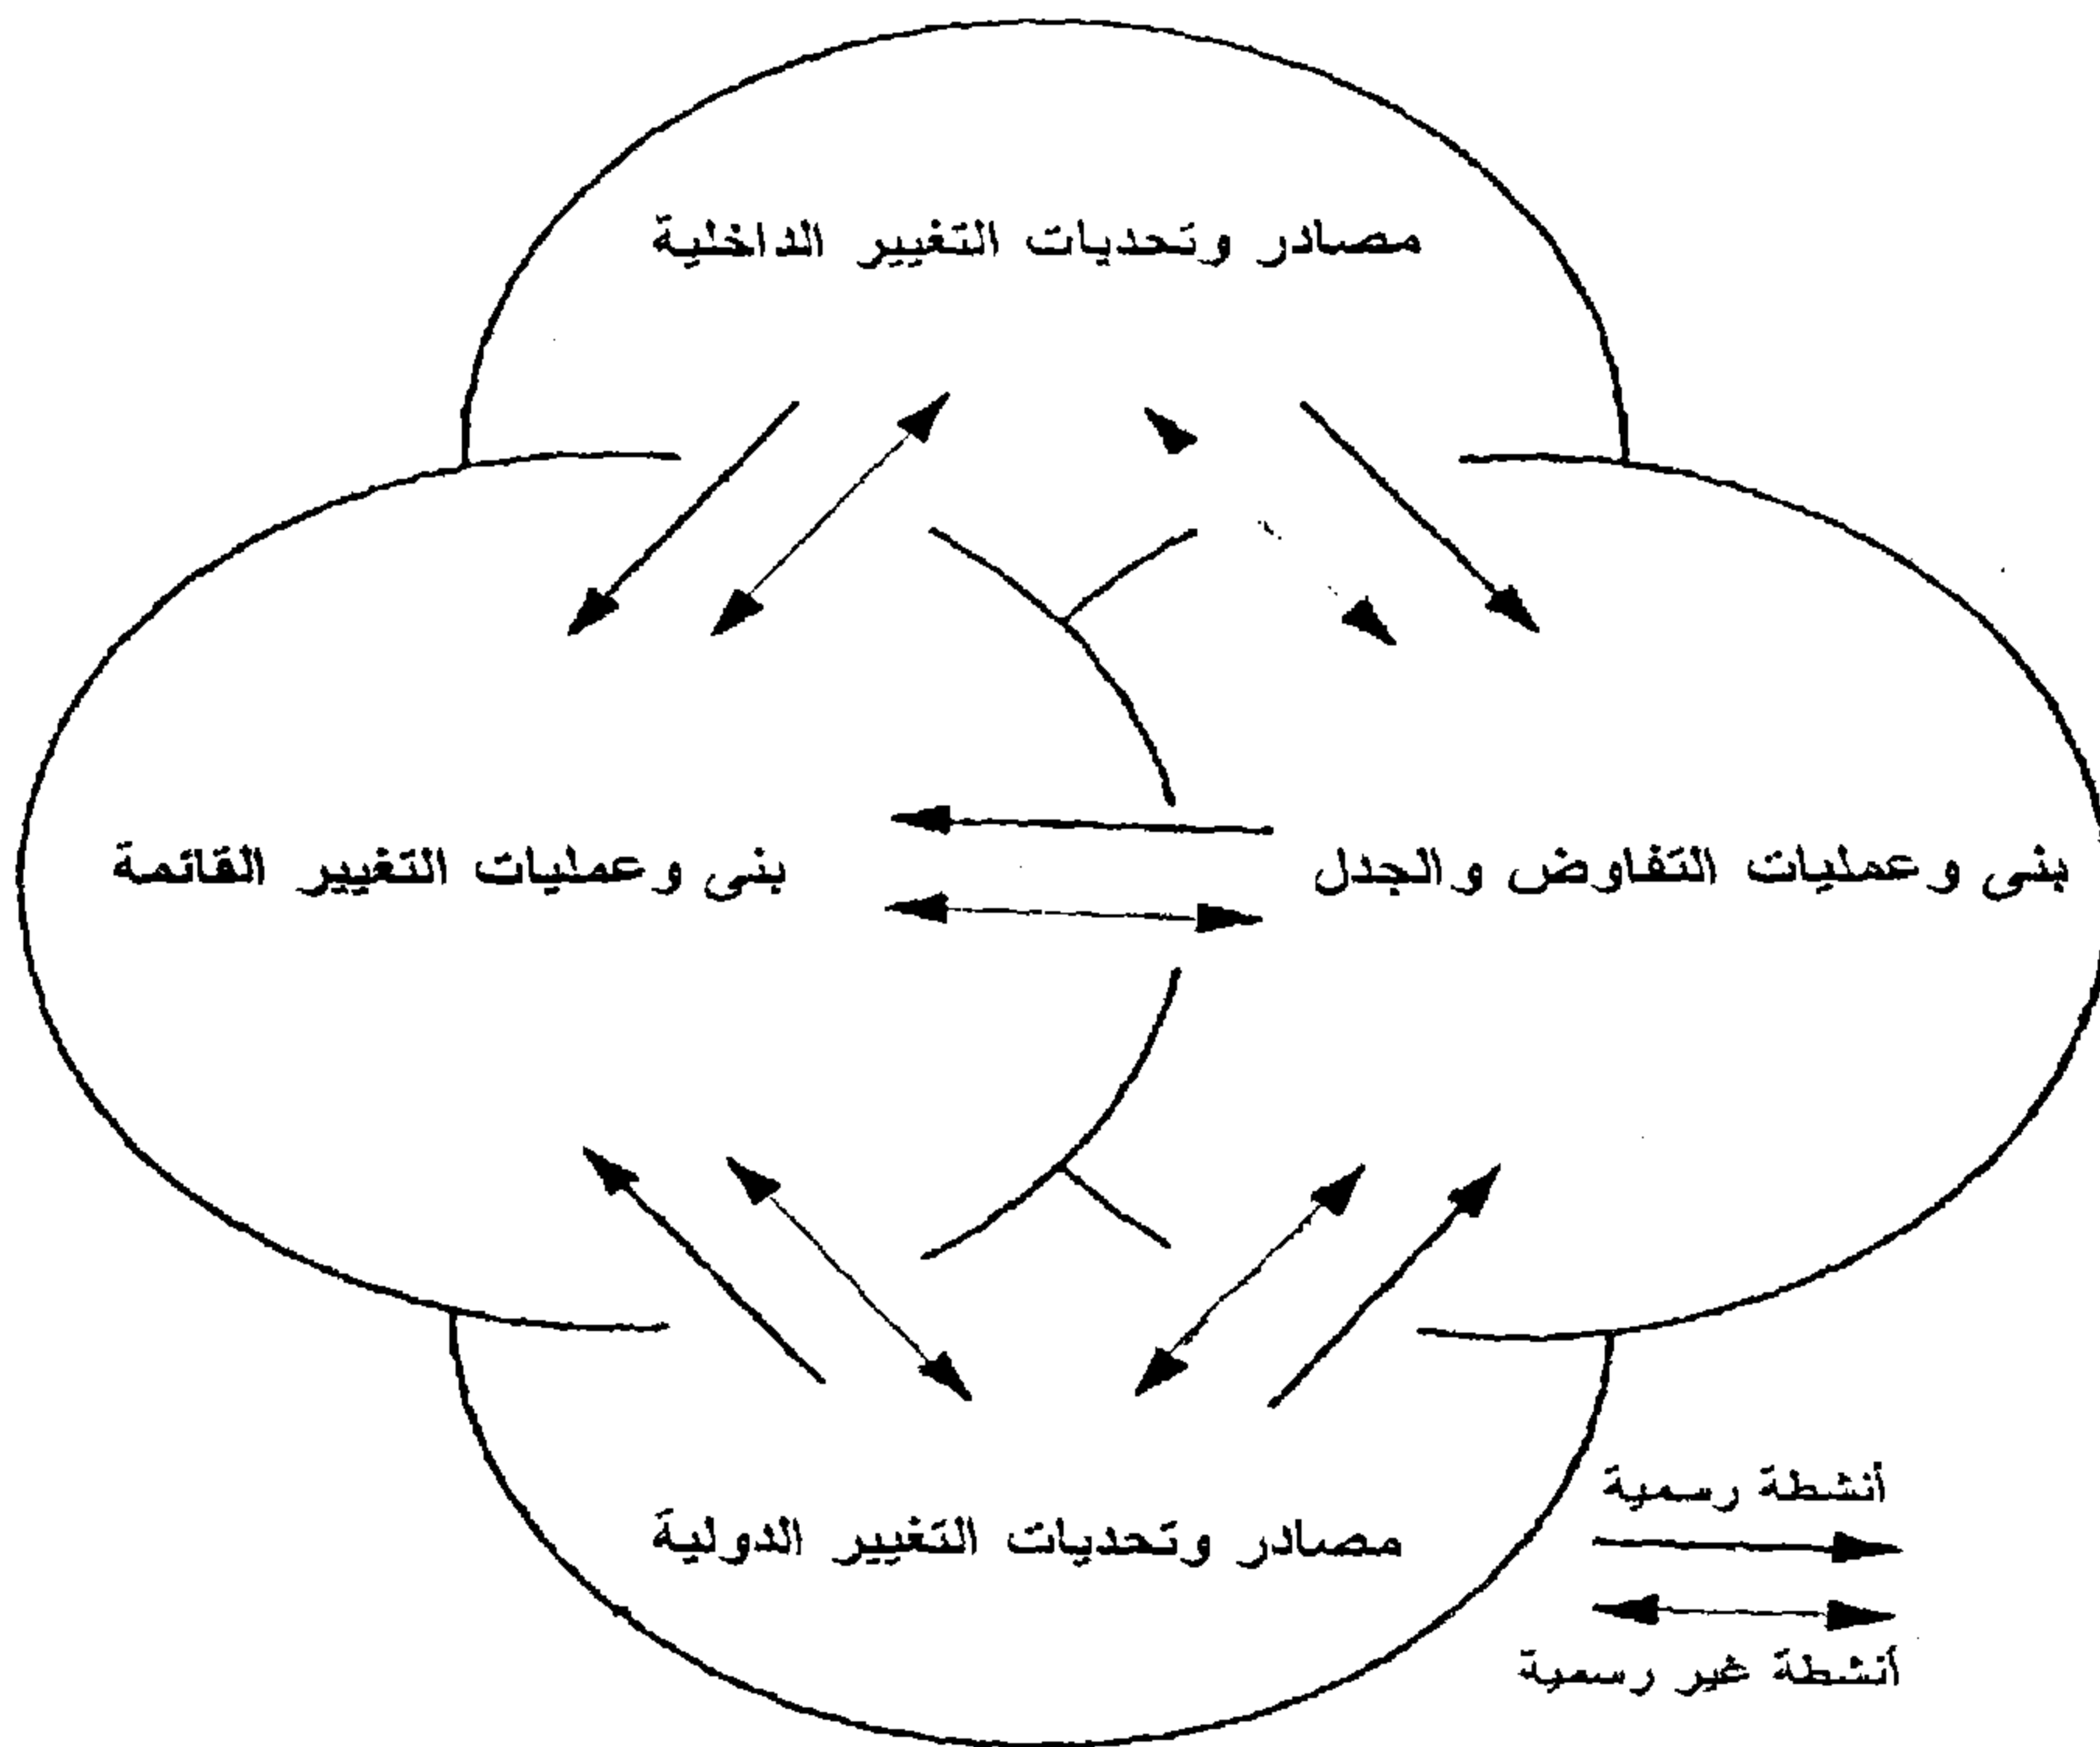 مصادر وتحديات التغيير الداخلية
بنى وعمليات التفاوض والجدل
بنى وعمليات التغيير القائمة
مصادر وتحديات التغيير الدولية
أنشطة رسمية
أنشطة غير رسمية